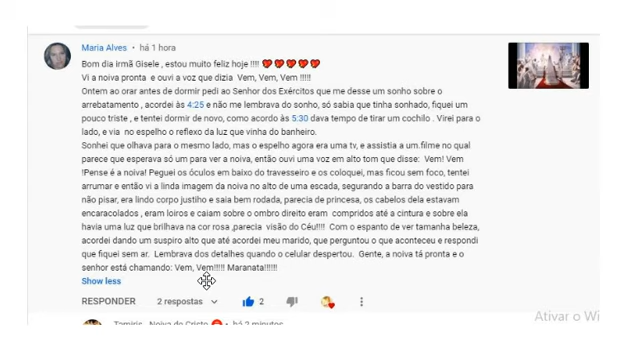 Maria Alves • há 1 hora
Bom dia irmã Gisele , estou muito feliz hoje !!!! ❤️❤️❤️❤️❤️
Vi a noiva pronta e ouvi a voz que dizia Vem, Vem, Vem !!!!!
Ontem ao orar antes de dormir pedi ao Senhor dos Exércitos que me desse um sonho sobre o
arrebatamento , acordei às 4:25 e não me lembrava do sonho, só sabia que tinha sonhado, fiquei um
pouco triste , e tentei dormir de novo, como acordo às 5:30 dava tempo de tirar um cochilo . Virei para o
lado, e via no espelho o reflexo da luz que vinha do banheiro.
Sonhei que olhava para o mesmo lado, mas o espelho agora era uma tv, e assistia a um.filme no qual
parece que esperava só um para ver a noiva, então ouvi uma voz em alto tom que disse: Vem! Vem
!Pense é a noiva! Peguei os óculos em baixo do travesseiro e os coloquei, mas ficou sem foco, tentei
arrumar e então vi a linda imagem da noiva no alto de uma escada, segurando a barra do vestido para
não pisar, era lindo corpo justiho e saia bem rodada, parecia de princesa, os cabelos dela estavam
encaracolados , eram loiros e caiam sobre o ombro direito eram compridos até a cintura e sobre ela
havia uma luz que brilhava na cor rosa ,parecia visão do Céu!!!! Com o espanto de ver tamanha beleza,
acordei dando um suspiro alto que até acordei meu marido, que perguntou o que aconteceu e respondi
que fiquei sem ar. Lembrava dos detalhes quando o celular despertou. Gente, a noiva tá pronta e o
senhor está chamando: Vem, Vem!!!!! Maranata!!!!!!
Show less
RESPONDER 2 respostas 2
Ativar o Wi
Tamiris Noiva do Cristo • há 2 minutos